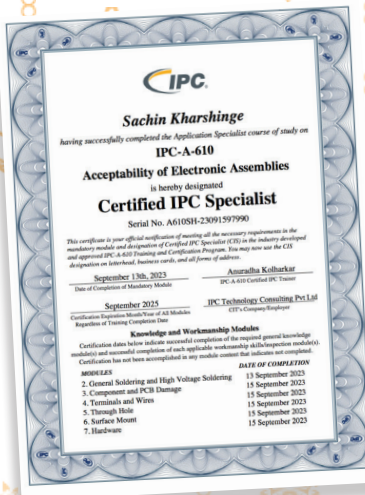 IPC
Sachin Kharshinge
having successfully completed the Application Specialist course of study on
IPC-A-610
Acceptability of Electronic Assemblies
is hereby designated
Certified IPC Specialist
Serial No. A610SH-23091597990
This certificate is your official notification of meeting all the necessary requirements in the
mandatory module and designation of Certified IPC Specialist (CIS) in the industry developed
and approved IPC-A-610 Training and Certification Program. You may now use the CIS
designation on letterhead, business cards, and all forms of address.
September 13th, 2023 Anuradha Kolharkar
Date of Completion of Mandatory Module IPC-A-610 Certified IPC Trainer
September 2025 IPC Technology Consulting Pvt Ltd
Certification Expiration Month/Year of All Modules CIT's Company/Employer
Regardless of Training Completion Date
Knowledge and Workmanship Modules
Certification dates below indicate successful completion of the required general knowledge
module(s) and successful completion of each applicable workmanship skills/inspection module(s).
Certification has not been accomplished in any module content that indicates not completed.
MODULES DATE OF COMPLETION
2. General Soldering and High Voltage Soldering 13 September 2023
3. Component and PCB Damage 15 September 2023
4. Terminals and Wires 15 September 2023
5. Through Hole 15 September 2023
6. Surface Mount 15 September 2023
7. Hardware 15 September 2023